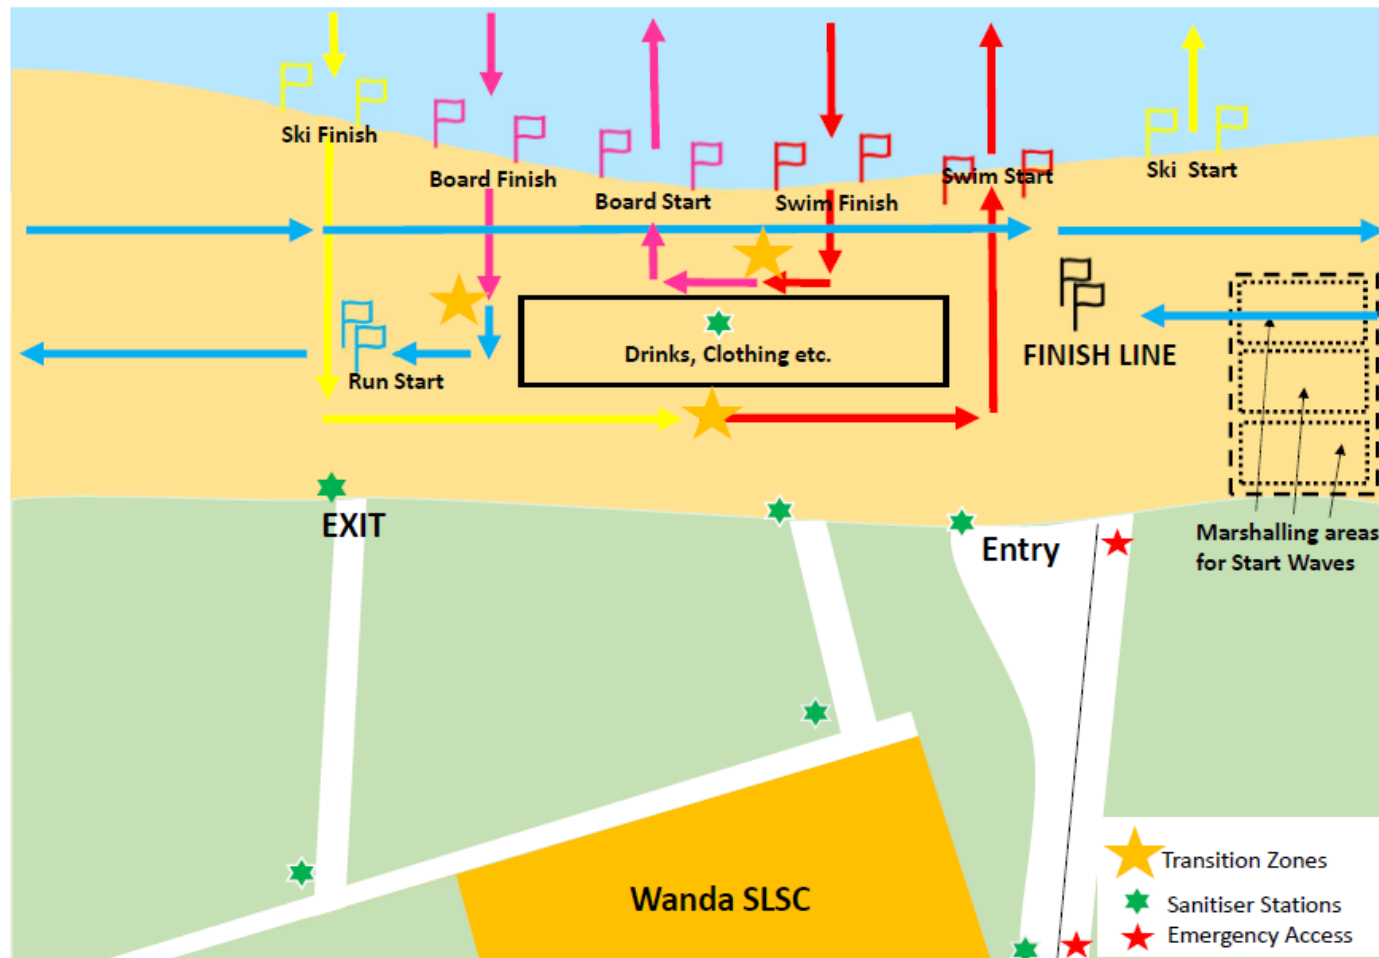 Ski Finish
Board Finish
Board Start
Swim Finish
Swim Start
Ski Start
Drinks, Clothing etc.
FINISH LINE
Run Start
EXIT
Entry
Marshalling areas
for Start Waves
Wanda SLSC
Transition Zones
Sanitiser Stations
Emergency Access